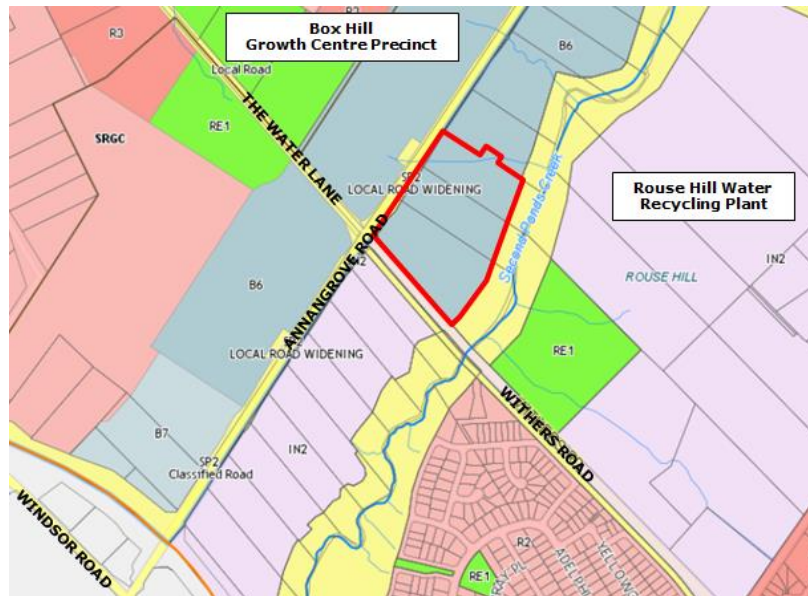 Box Hill
Growth Centre Precinct
R3
B6
Local Road
THE WATER LANE
RE1
SRGC
SP2
LOCAL ROAD WIDENING
Second Ponds Creek
Rouse Hill Water
Recycling Plant
ANNANGROVE ROAD
IN2
B6
ROUSE HILL
LOCAL ROAD WIDENING
RE1
WITHERS ROAD
B7
IN2
SP2
Classified Road
WINDSOR ROAD
R2
RE1